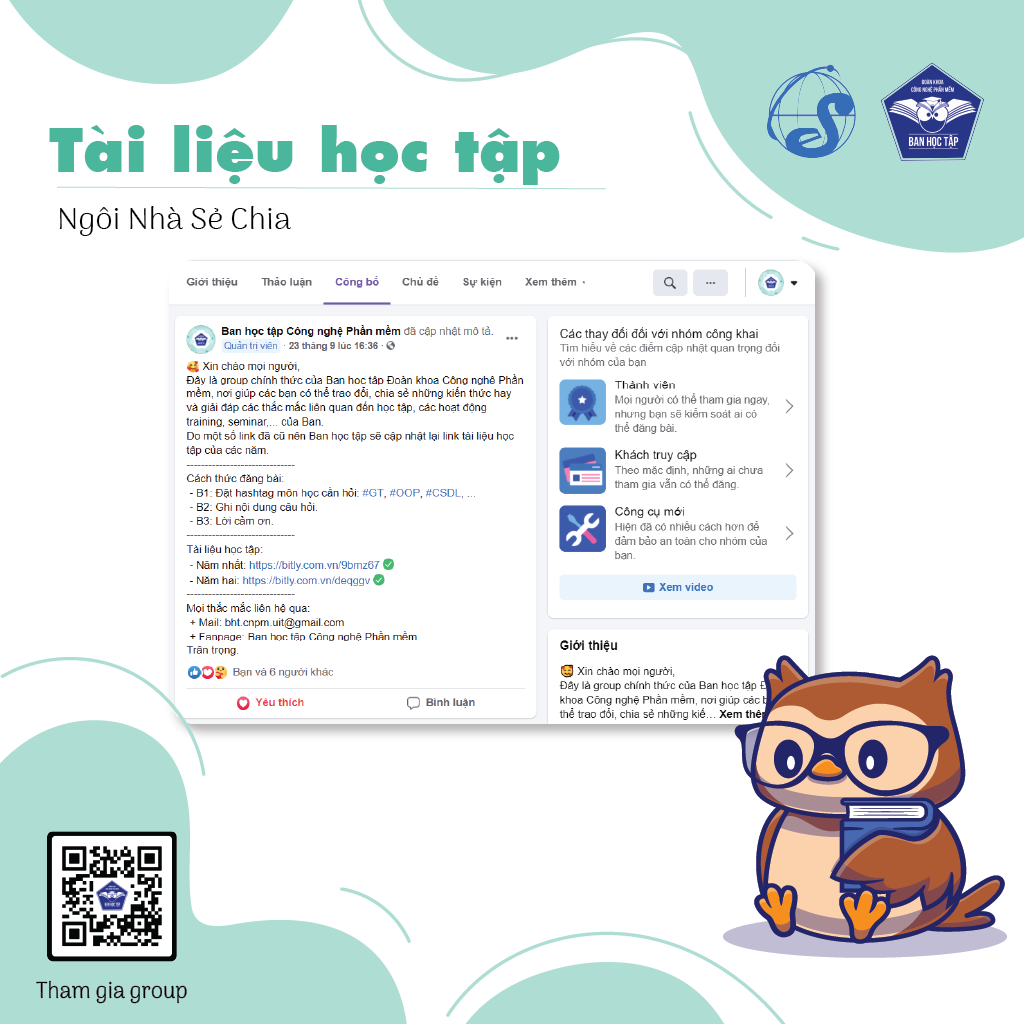 Tài liệu học tập
Ngôi Nhà Sẻ Chia
ĐOÀN KHOA
CÔNG NGHỆ PHẦN MỀM
BAN HỌC TẬP
Giới thiệu Thảo luận Công bố Chủ đề Sự kiện Xem thêm
Ban học tập Công nghệ Phần mềm đã cập nhật mô tả.
Quản trị viên · 23 tháng 9 lúc 16:36 ·
Xin chào mọi người,
Đây là group chính thức của Ban học tập Đoàn khoa Công nghệ Phần
mềm, nơi giúp các bạn có thể trao đổi, chia sẻ những kiến thức hay
và giải đáp các thắc mắc liên quan đến học tập, các hoạt động
training, seminar,... của Ban.
Do một số link đã cũ nên Ban học tập sẽ cập nhật lại link tài liệu học
tập của các năm.
------------------------------
Cách thức đăng bài:
- B1: Đặt hashtag môn học cần hỏi: #GT, #OOP, #CSDL, ...
- B2: Ghi nội dung câu hỏi.
- B3: Lời cảm ơn.
------------------------------
Tài liệu học tập:
- Năm nhất: https://bitly.com.vn/9bmz67
- Năm hai: https://bitly.com.vn/deqggv
------------------------------
Mọi thắc mắc liên hệ qua:
+ Mail: bht.cnpm.uit@gmail.com
+ Fanpage: Ban học tập Công nghệ Phần mềm
Trân trọng.
Bạn và 6 người khác
Yêu thích Bình luận
Các thay đổi đối với nhóm công khai
Tìm hiểu về các điểm cập nhật quan trọng đối
với nhóm của bạn
Thành viên
Mọi người có thể tham gia ngay,
nhưng bạn sẽ kiểm soát ai có
thể đăng bài.
Khách truy cập
Theo mặc định, những ai chưa
tham gia vẫn có thể đăng.
Công cụ mới
Hiện đã có nhiều cách hơn để
đảm bảo an toàn cho nhóm của
bạn.
Xem video
Giới thiệu
Xin chào mọi người,
Đây là group chính thức của Ban học tập
khoa Công nghệ Phần mềm, nơi giúp các
thể trao đổi, chia sẻ những kiế... Xem thêm
BAN HỌC TẬP
Tham gia group